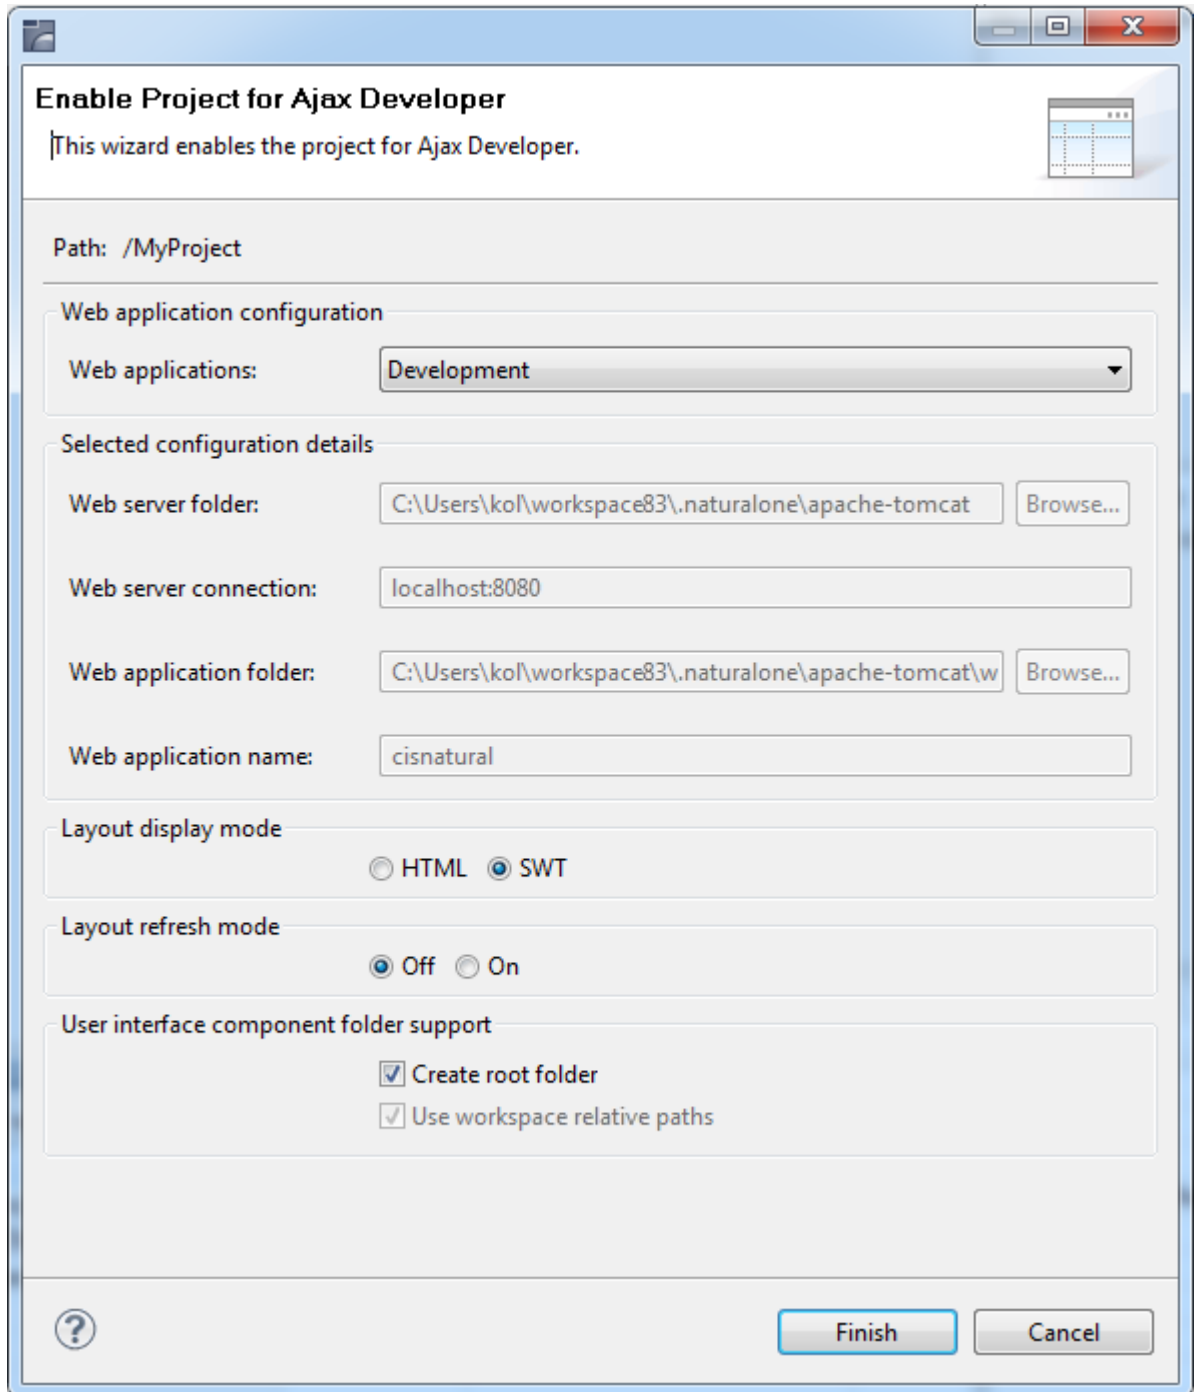 Enable Project for Ajax Developer
This wizard enables the project for Ajax Developer.
Path: /MyProject
Web application configuration
Web applications: Development
Selected configuration details
Web server folder: C:\Users\kol\workspace83\.naturalone\apache-tomcat Browse...
Web server connection: localhost:8080
Web application folder: C:\Users\kol\workspace83\.naturalone\apache-tomcat\w Browse...
Web application name: cisnatural
Layout display mode
HTML SWT
Layout refresh mode
Off On
User interface component folder support
Create root folder
Use workspace relative paths
? Finish Cancel